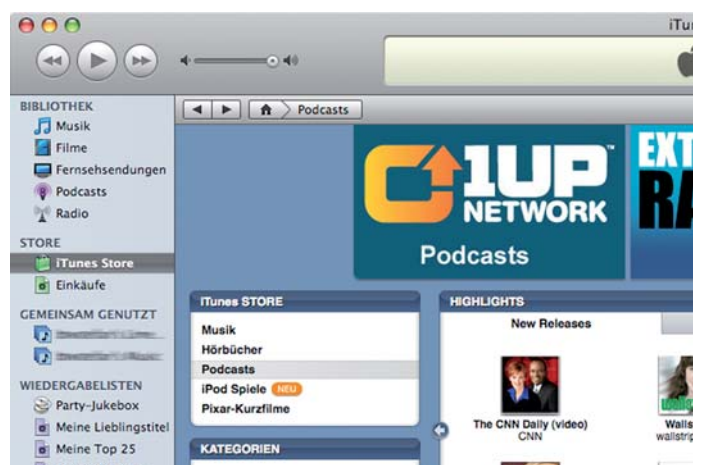 iTu
BIBLIOTHEK
Musik
Filme
Fernsehsendungen
Podcasts
Radio
STORE
iTunes Store
Einkäufe
GEMEINSAM GENUTZT
WIEDERGABELISTEN
Party-Jukebox
Meine Lieblingstitel
Meine Top 25
Podcasts
1UP
NETWORK
™
Podcasts
EXT
RA
iTunes STORE
Musik
Hörbücher
Podcasts
iPod Spiele NEU
Pixar-Kurzfilme
KATEGORIEN
HIGHLIGHTS
New Releases
The CNN Daily (video)
CNN
Walls
wallstrip